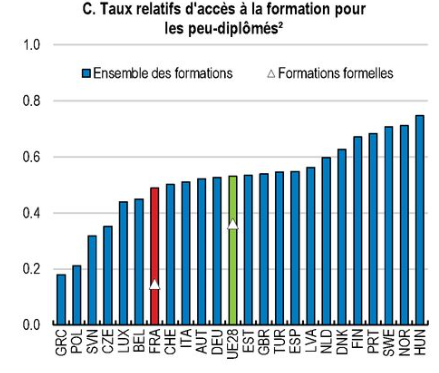 C. Taux relatifs d'accès à la formation pour
les peu-diplômés²
1.0
Ensemble des formations
Formations formelles
0.8
0.6
0.4
0.2
0.0
GRC
POL
SVN
CZE
LUX
BEL
FRA
CHE
ITA
AUT
DEU
UE28
EST
GBR
TUR
ESP
LVA
NLD
DNK
FIN
PRT
SWE
NOR
HUN